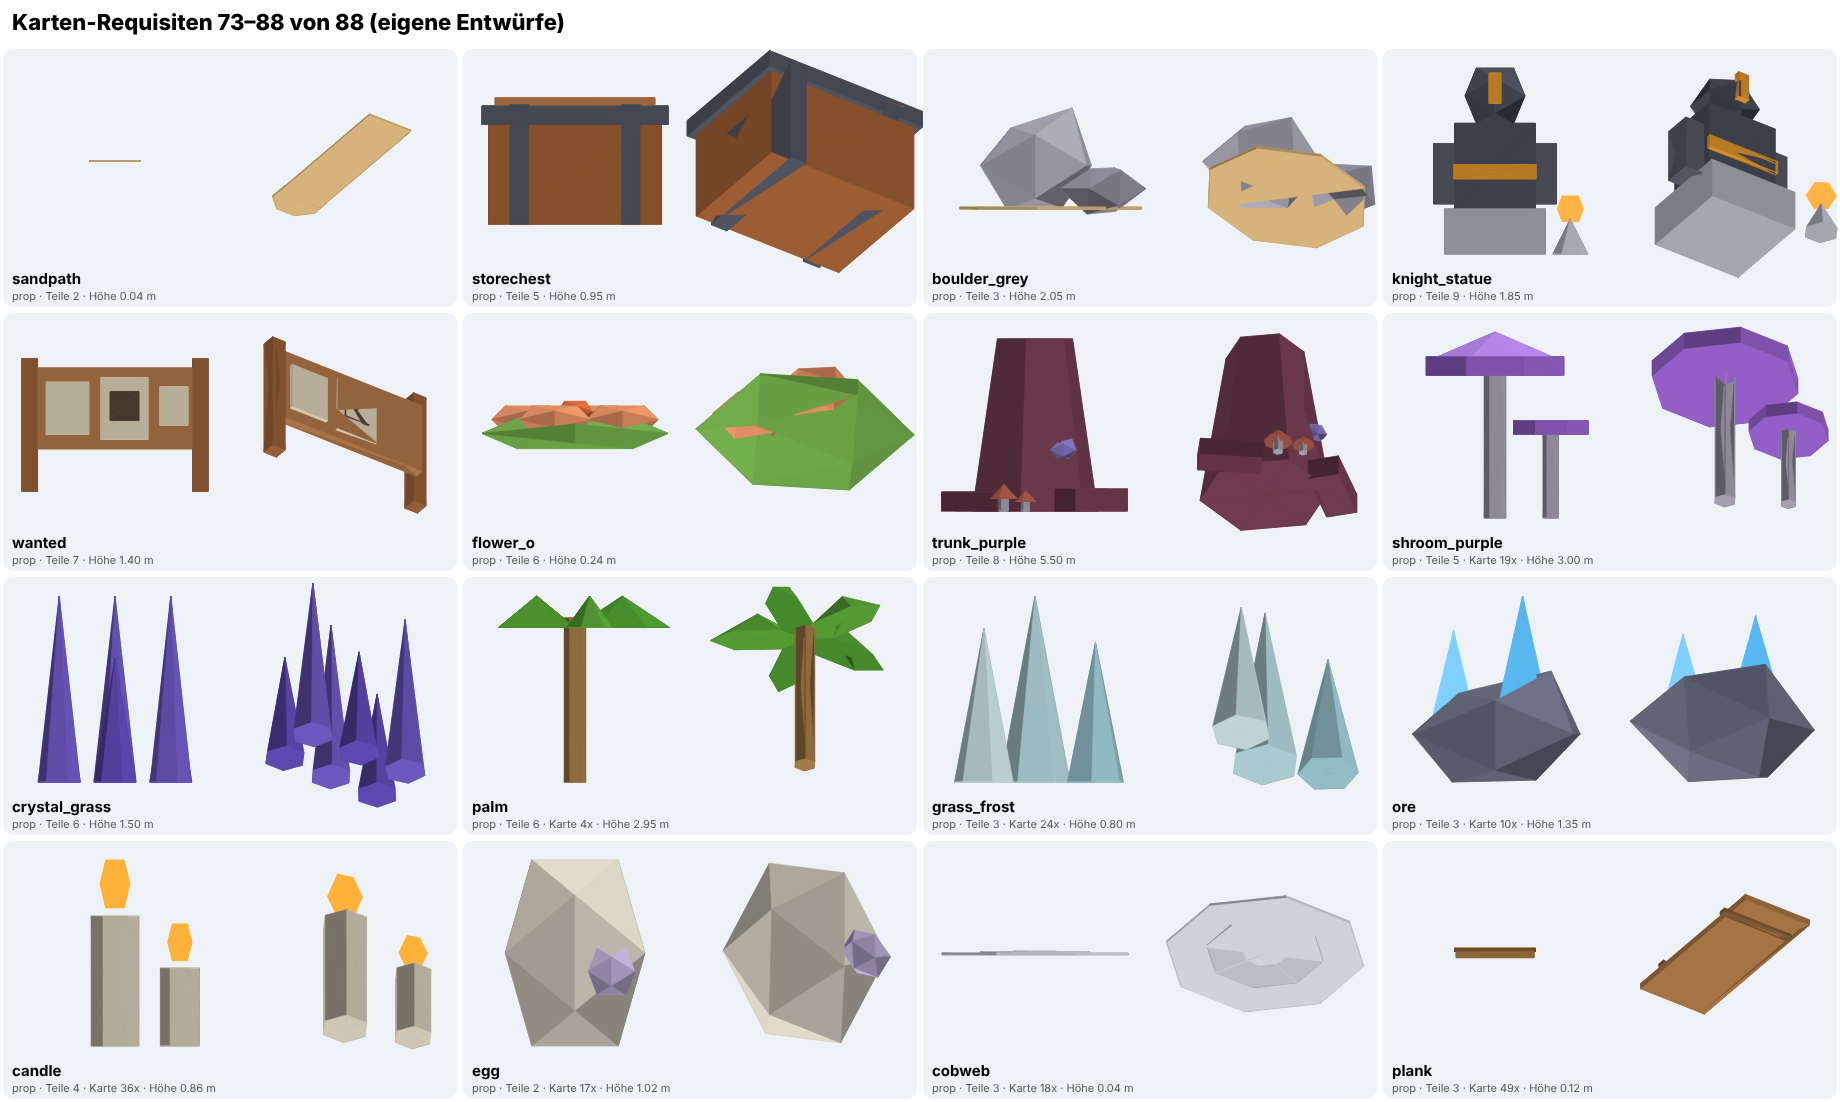 Karten-Requisiten 73–88 von 88 (eigene Entwürfe)
sandpath
prop · Teile 2 · Höhe 0.04 m
storechest
prop · Teile 5 · Höhe 0.95 m
boulder_grey
prop · Teile 3 · Höhe 2.05 m
knight_statue
prop · Teile 9 · Höhe 1.85 m
wanted
prop · Teile 7 · Höhe 1.40 m
flower_o
prop · Teile 6 · Höhe 0.24 m
trunk_purple
prop · Teile 8 · Höhe 5.50 m
shroom_purple
prop · Teile 5 · Karte 19x · Höhe 3.00 m
crystal_grass
prop · Teile 6 · Höhe 1.50 m
palm
prop · Teile 6 · Karte 4x · Höhe 2.95 m
grass_frost
prop · Teile 3 · Karte 24x · Höhe 0.80 m
ore
prop · Teile 3 · Karte 10x · Höhe 1.35 m
candle
prop · Teile 4 · Karte 36x · Höhe 0.86 m
egg
prop · Teile 2 · Karte 17x · Höhe 1.02 m
cobweb
prop · Teile 3 · Karte 18x · Höhe 0.04 m
plank
prop · Teile 3 · Karte 49x · Höhe 0.12 m